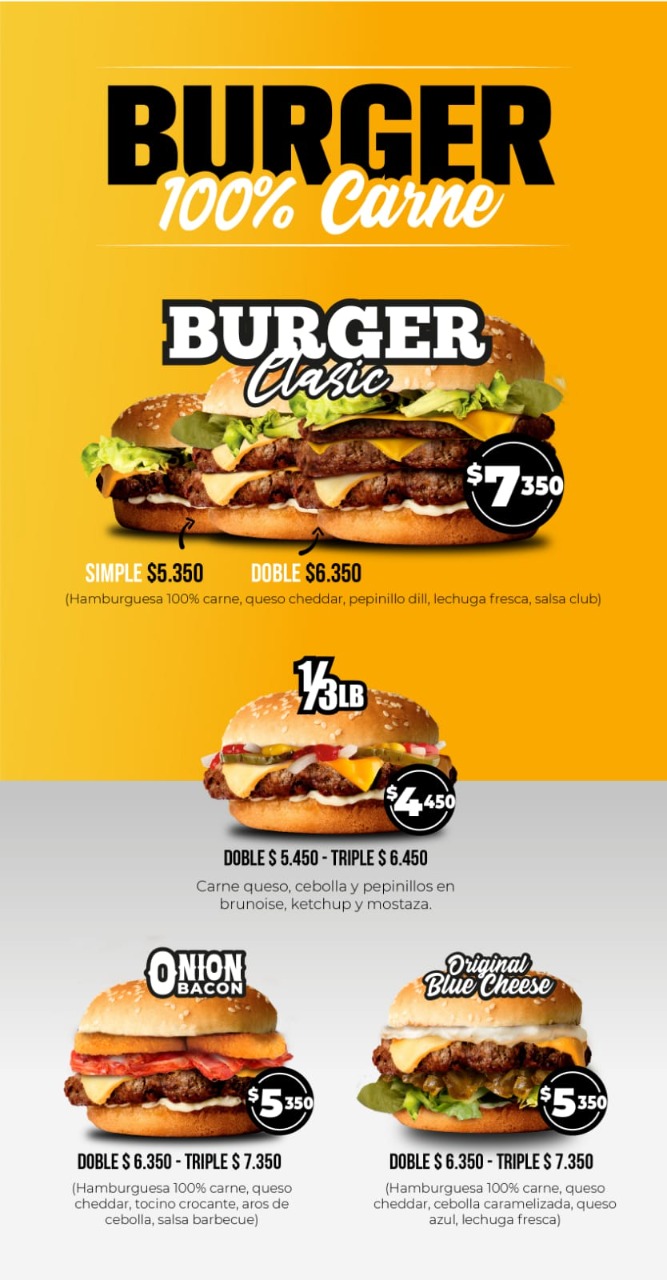 BURGER
100% Carne
BURGER
Clasic
$7350
SIMPLE $5.350 DOBLE $6.350
(Hamburguesa 100% carne, queso cheddar, pepinillo dill, lechuga fresca, salsa club)
1/3LB
$4450
DOBLE $ 5.450 - TRIPLE $ 6.450
Carne queso, cebolla y pepinillos en
brunoise, ketchup y mostaza.
ONION
BACON
$5350
DOBLE $ 6.350 - TRIPLE $ 7.350
(Hamburguesa 100% carne, queso
cheddar, tocino crocante, aros de
cebolla, salsa barbecue)
Original
Blue Cheese
$5350
DOBLE $ 6.350 - TRIPLE $ 7.350
(Hamburguesa 100% carne, queso
cheddar, cebolla caramelizada, queso
azul, lechuga fresca)